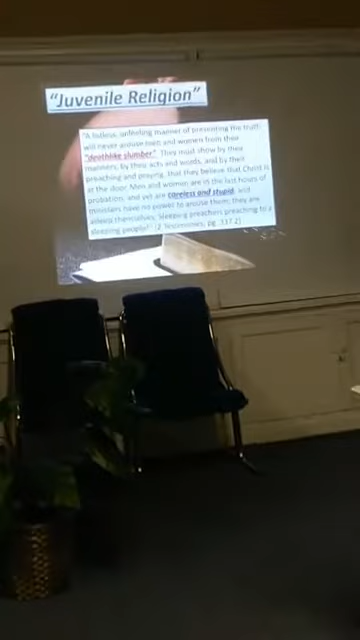 "Juvenile Religion"
"A listless, unfeeling manner of presenting the truth
will never arouse men and women from their
"deathlike slumber." They must show by their
manners, by their acts and words, and by their
preaching and praying, that they believe that Christ is
at the door. Men and women are in the last hours of
probation, and yet are careless and stupid, and
ministers have no power to arouse them; they are
asleep themselves. Sleeping preachers preaching to a
sleeping people!" (2 Testimonies, pg. 337.2)